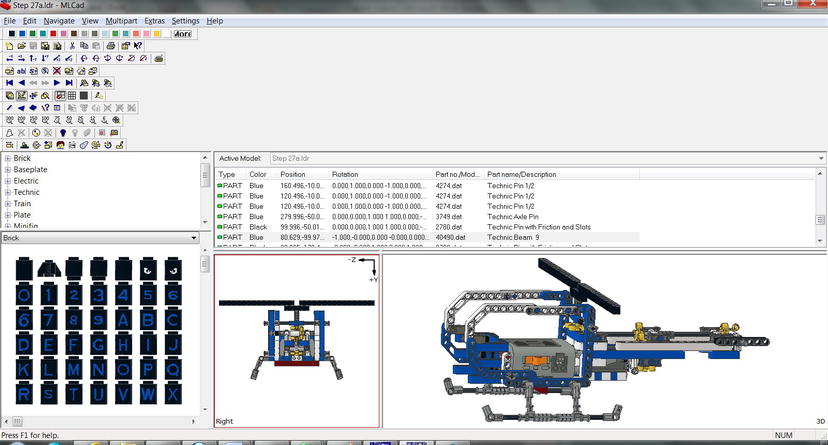 Step 27a.ldr - MLCad
File Edit Navigate View Multipart Extras Settings Help
More
Brick
Baseplate
Electric
Technic
Train
Plate
Minifig
Active Model: Step 27a.ldr
Type Color Position Rotation Part no./Mod... Part name/Description
PART Blue 160.496,-10.0... 0.000,1.000,0.000 -1.000,0.000,... 4274.dat Technic Pin 1/2
PART Blue 120.496,-10.0... 0.000,1.000,0.000 -1.000,0.000,... 4274.dat Technic Pin 1/2
PART Blue 120.496,-10.0... 0.000,1.000,0.000 -1.000,0.000,... 4274.dat Technic Pin 1/2
PART Blue 279.996,-50.0... 0.000,-0.000,1.000 1.000,-0.000,... 3749.dat Technic Axle Pin
PART Black 99.996,-50.01... 0.000,-0.000,1.000 1.000,-0.000,... 2780.dat Technic Pin with Friction and Slots
PART Blue 80.629,-99.97... -1.000,-0.000,0.000 -0.000,0.000,... 40490.dat Technic Beam 9
Brick
0 1 2 3 4 5 6
6 7 8 9 A B C
D E F G H I J
K L M N O P Q
R S T U V W X
-Z
+Y
Right
3D
Press F1 for help.
NUM